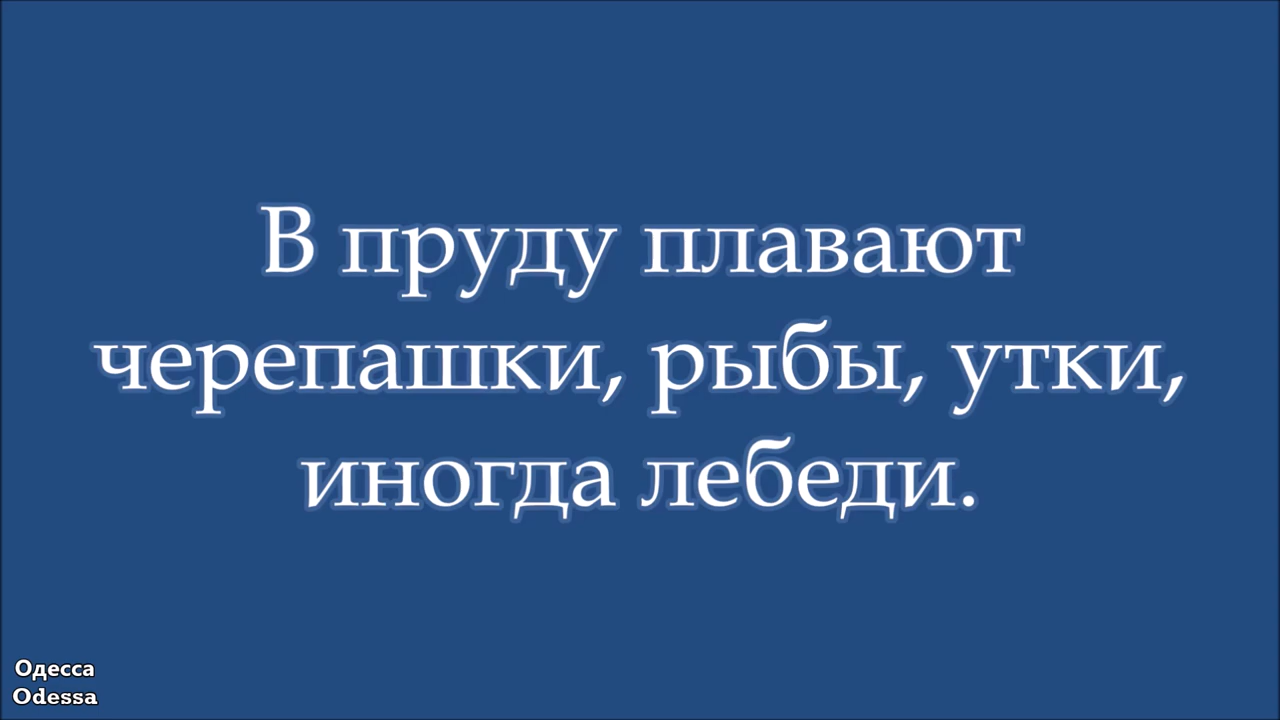 В пруду плавают
черепашки, рыбы, утки,
иногда лебеди.
Одесса
Odessa